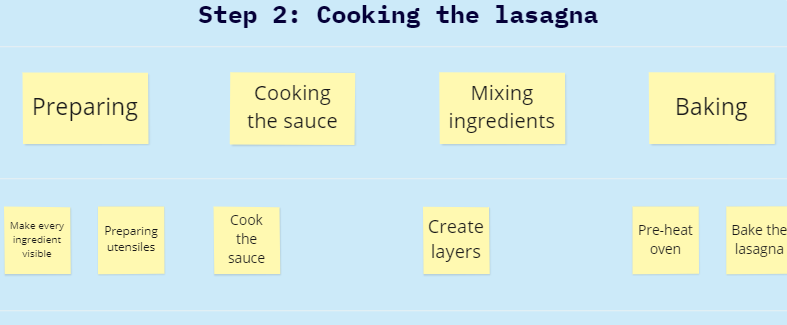 Step 2: Cooking the lasagna
Preparing
Cooking
the sauce
Mixing
ingredients
Baking
Make every
ingredient
visible
Preparing
utensiles
Cook
the
sauce
Create
layers
Pre-heat
oven
Bake the
lasagna